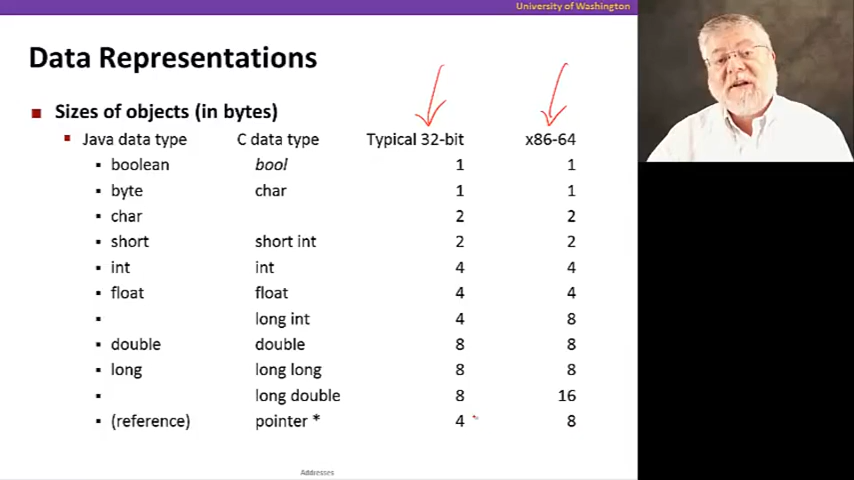 University of Washington
Data Representations
Sizes of objects (in bytes)
Java data type C data type Typical 32-bit x86-64
boolean bool 1 1
byte char 1 1
char 2 2
short short int 2 2
int int 4 4
float float 4 4
long int 4 8
double double 8 8
long long long 8 8
long double 8 16
(reference) pointer * 4 8
Addresses